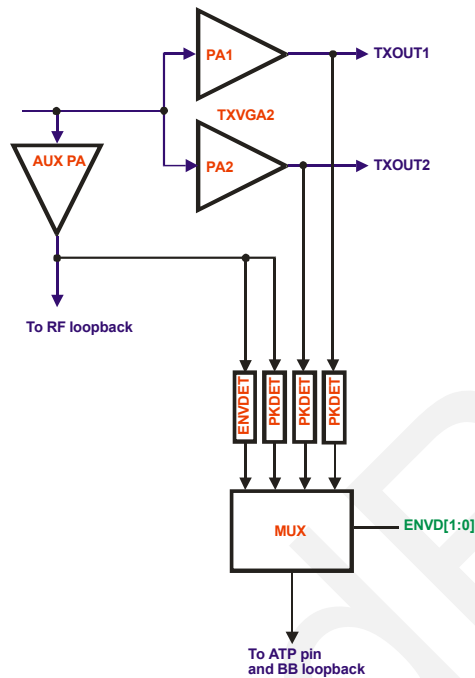 PA1
TXOUT1
TXVGA2
AUX PA
PA2
TXOUT2
To RF loopback
ENVDET
PKDET
PKDET
PKDET
MUX
ENVD[1:0]
To ATP pin
and BB loopback